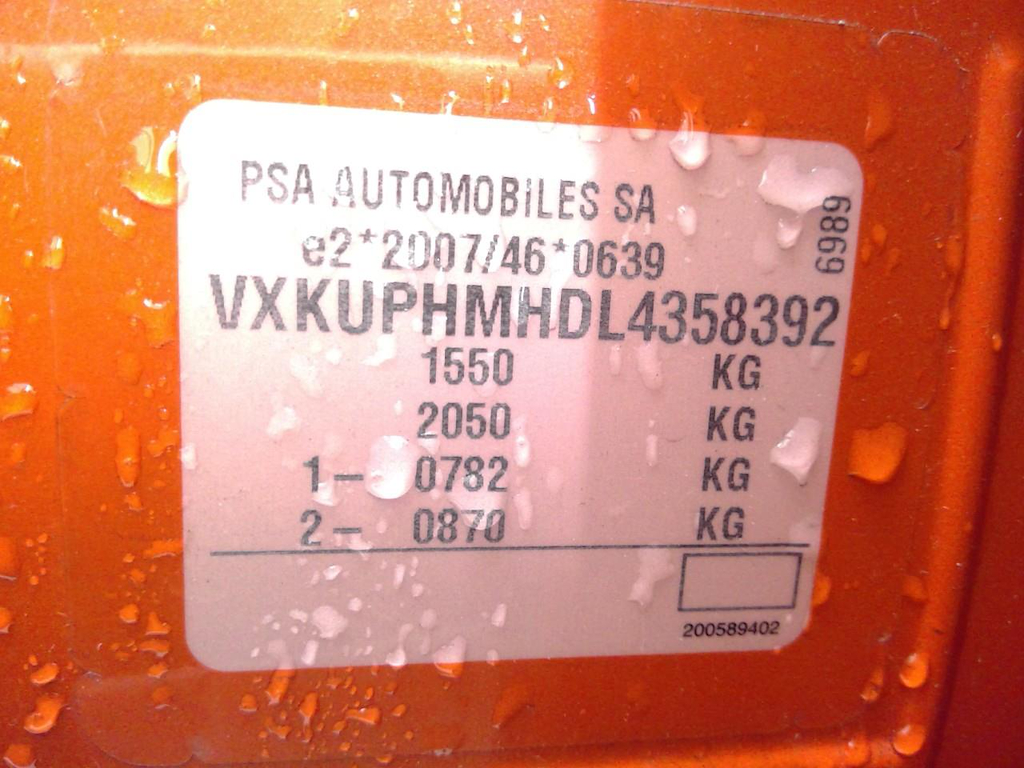 PSA AUTOMOBILES SA
e2*2007/46*0639
6989
VXKUPHMHDL4358392
1550 KG
2050 KG
1- 0782 KG
2- 0870 KG
200589402